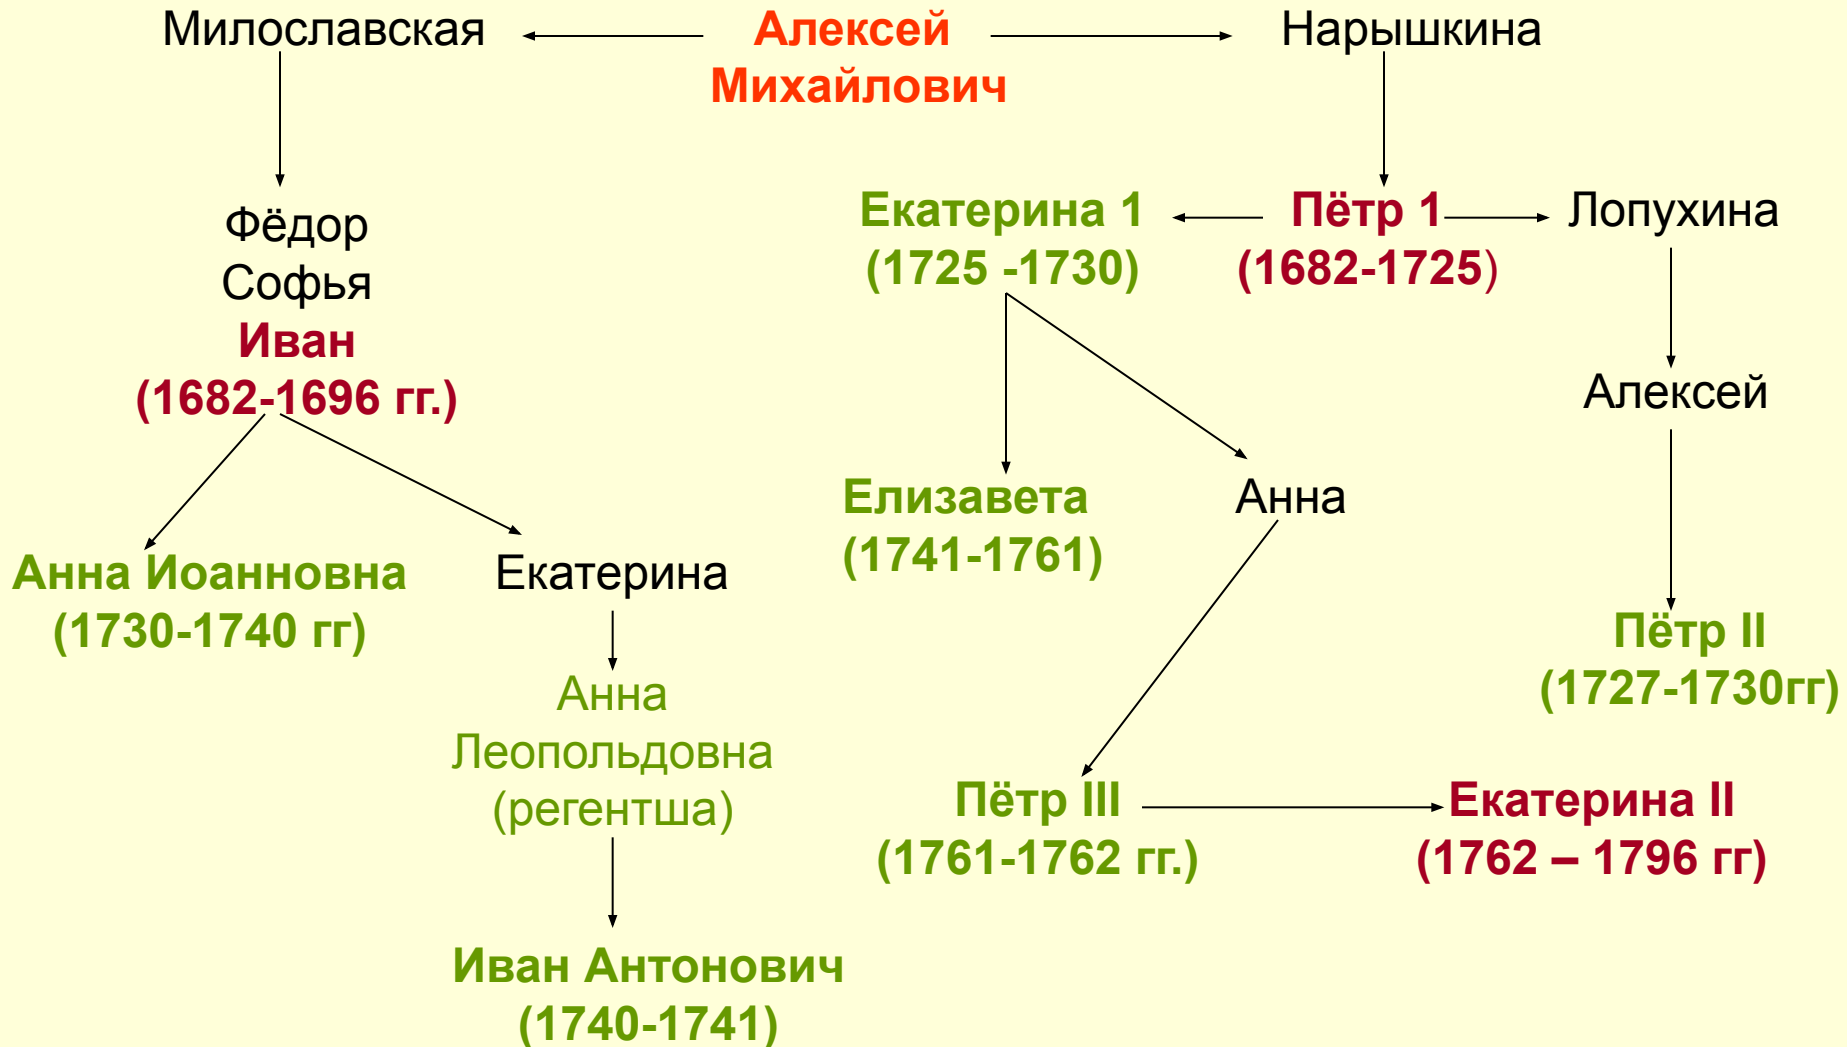 Милославская
Алексей
Михайлович
Нарышкина
Фёдор
Софья
Иван
(1682-1696 гг.)
Екатерина 1
(1725 -1730)
Пётр 1
(1682-1725)
Лопухина
Алексей
Анна Иоанновна
(1730-1740 гг)
Екатерина
Елизавета
(1741-1761)
Анна
Анна
Леопольдовна
(регентша)
Пётр II
(1727-1730гг)
Пётр III
(1761-1762 гг.)
Екатерина II
(1762 – 1796 гг)
Иван Антонович
(1740-1741)